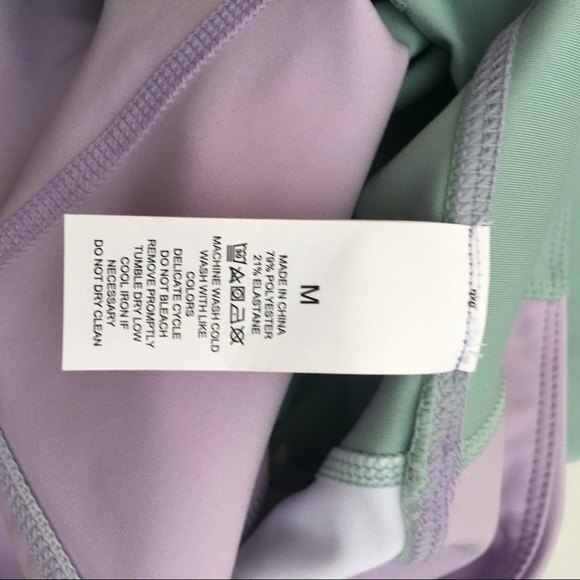 M
MADE IN CHINA
79% POLYESTER
21% ELASTANE
30
MACHINE WASH COLD
WASH WITH LIKE
COLORS
DELICATE CYCLE
DO NOT BLEACH
REMOVE PROMPTLY
TUMBLE DRY LOW
COOL IRON IF
NECESSARY
DO NOT DRY CLEAN